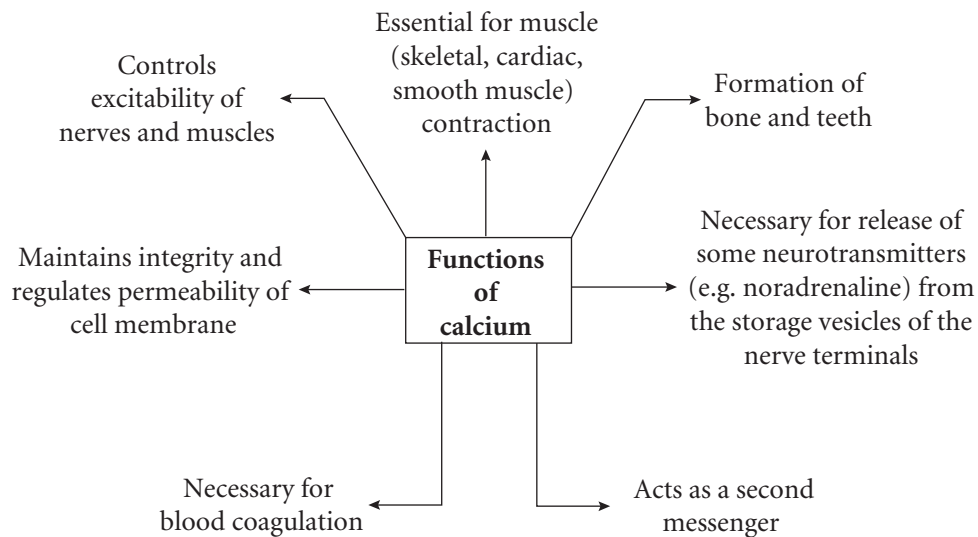 Essential for muscle
(skeletal, cardiac,
smooth muscle)
contraction
Controls
excitability of
nerves and muscles
Formation of
bone and teeth
Maintains integrity and
regulates permeability of
cell membrane
Functions
of
calcium
Necessary for release of
some neurotransmitters
(e.g. noradrenaline) from
the storage vesicles of the
nerve terminals
Necessary for
blood coagulation
Acts as a second
messenger